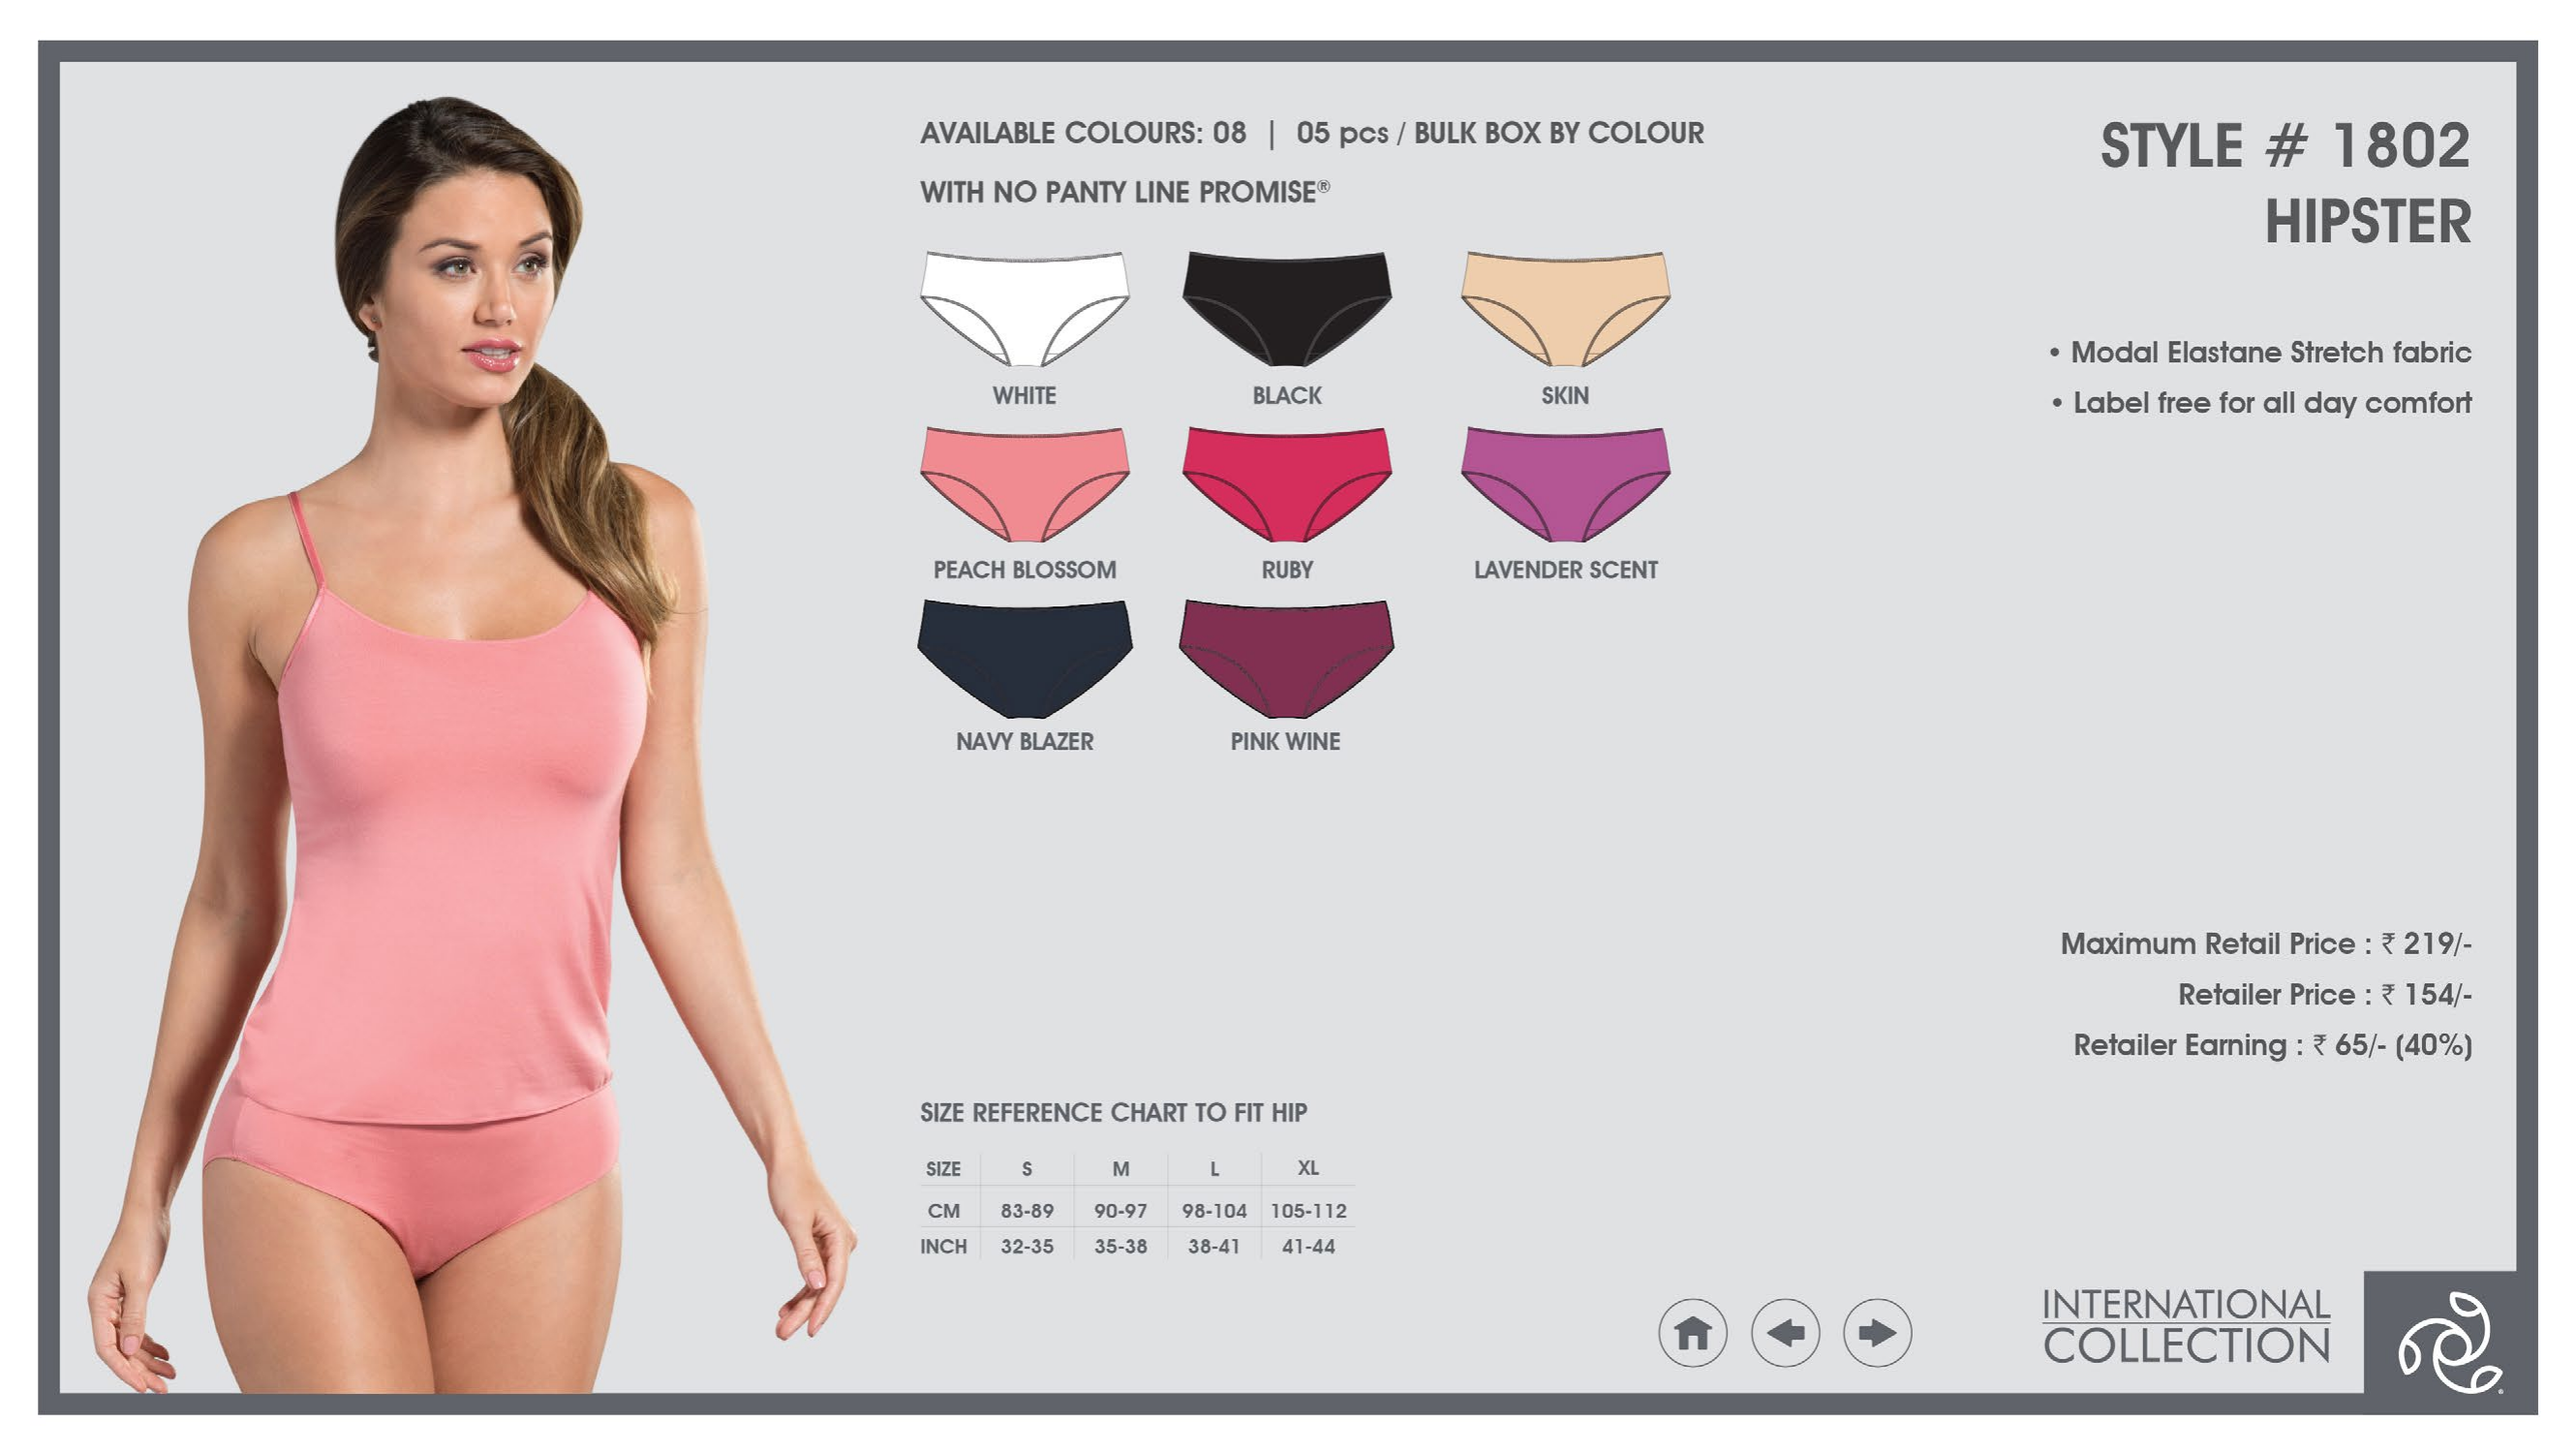 AVAILABLE COLOURS: 08 | 05 pcs / BULK BOX BY COLOUR
WITH NO PANTY LINE PROMISE®
WHITE BLACK SKIN
PEACH BLOSSOM RUBY LAVENDER SCENT
NAVY BLAZER PINK WINE
STYLE # 1802
HIPSTER
• Modal Elastane Stretch fabric
• Label free for all day comfort
Maximum Retail Price : ₹ 219/-
Retailer Price : ₹ 154/-
Retailer Earning : ₹ 65/- (40%)
SIZE REFERENCE CHART TO FIT HIP
SIZE S M L XL
CM 83-89 90-97 98-104 105-112
INCH 32-35 35-38 38-41 41-44
INTERNATIONAL
COLLECTION